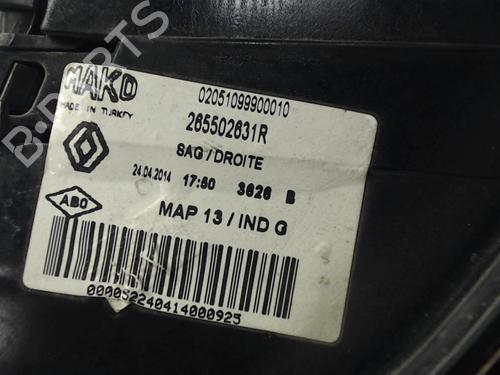 MAKO
MADE IN TURKEY
02051099900010
265502631R
SAG/DROITE
24.04.2014 17:50 3626 B
ABO
MAP 13 / IND G
000052240414000925
B-PARTS